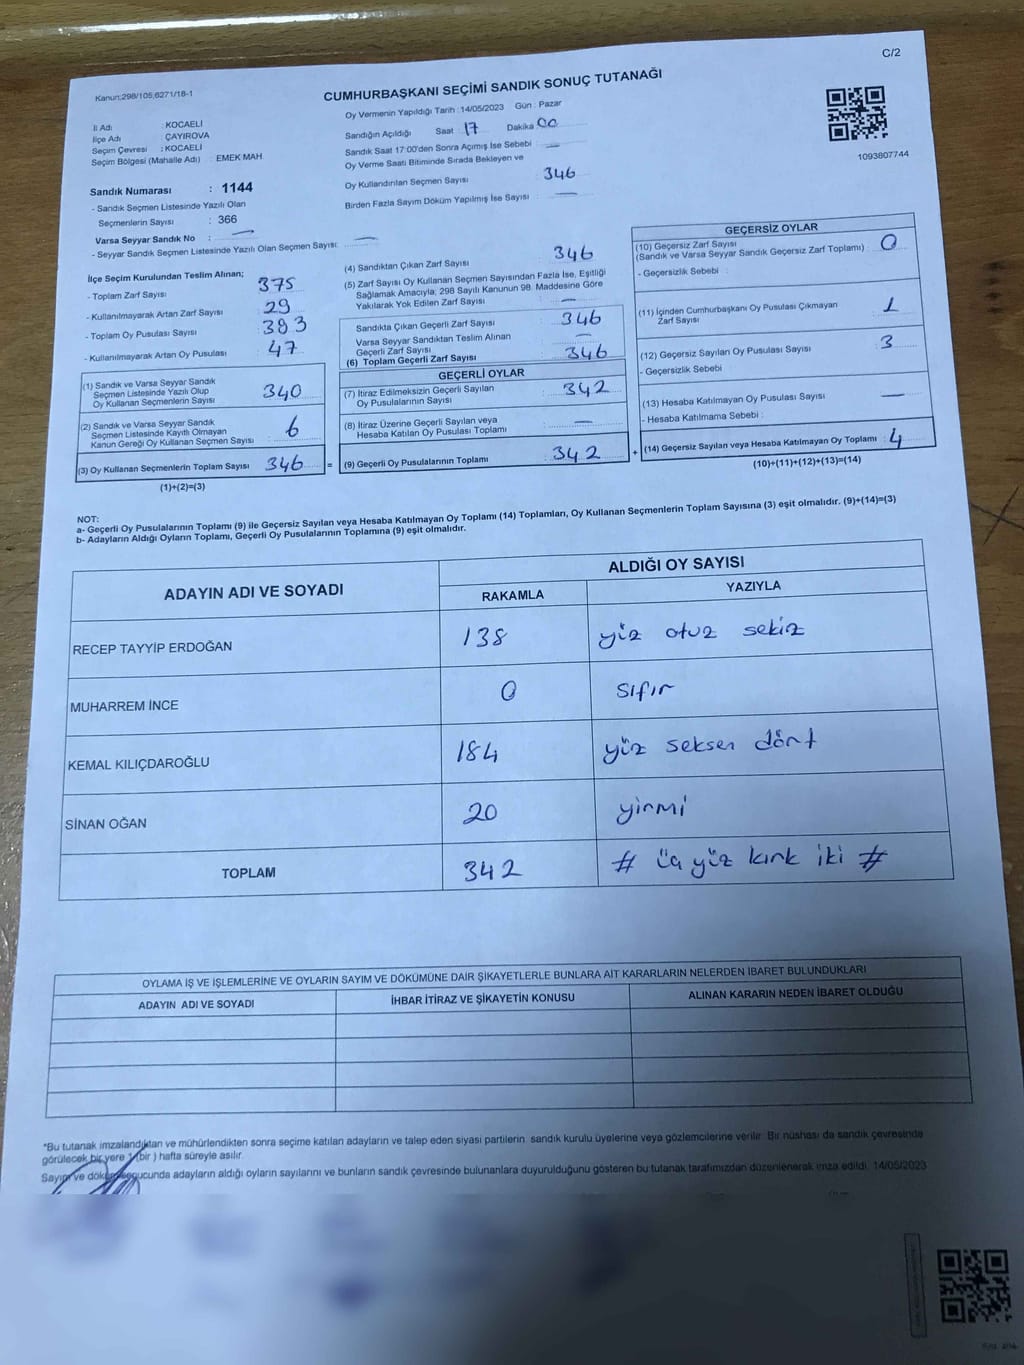 C/2
Kanun:298/105,6271/18-1
CUMHURBAŞKANI SEÇİMİ SANDIK SONUÇ TUTANAĞI
İl Adı : KOCAELİ
İlçe Adı : ÇAYIROVA
Seçim Çevresi : KOCAELİ
Seçim Bölgesi (Mahalle Adı) : EMEK MAH.
Oy Vermenin Yapıldığı Tarih :14/05/2023 Gün : Pazar
Sandığın Açıldığı Saat : 17 Dakika 00
Sandık Saat 17:00'den Sonra Açımış İse Sebebi —
Oy Verme Saati Bitiminde Sırada Bekleyen ve
Oy Kullandırılan Seçmen Sayısı 346
Birden Fazla Sayım Döküm Yapılmış İse Sayısı : —
1093807744
Sandık Numarası : 1144
- Sandık Seçmen Listesinde Yazılı Olan
Seçmenlerin Sayısı : 366
Varsa Seyyar Sandık No : —
- Seyyar Sandık Seçmen Listesinde Yazılı Olan Seçmen Sayısı: —
İlçe Seçim Kurulundan Teslim Alınan;
- Toplam Zarf Sayısı 375
- Kullanılmayarak Artan Zarf Sayısı 29
- Toplam Oy Pusulası Sayısı : 393
- Kullanılmayarak Artan Oy Pusulası : 47
(1) Sandık ve Varsa Seyyar Sandık
Seçmen Listesinde Yazılı Olup
Oy Kullanan Seçmenlerin Sayısı 340
(2) Sandık ve Varsa Seyyar Sandık
Seçmen Listesinde Kayıtlı Olmayan
Kanun Gereği Oy Kullanan Seçmen Sayısı : 6
(3) Oy Kullanan Seçmenlerin Toplam Sayısı 346 =
(1)+(2)=(3)
(4) Sandıktan Çıkan Zarf Sayısı 346
(5) Zarf Sayısı Oy Kullanan Seçmen Sayısından Fazla İse, Eşitliği
Sağlamak Amacıyla, 298 Sayılı Kanunun 98. Maddesine Göre
Yakılarak Yok Edilen Zarf Sayısı —
Sandıkta Çıkan Geçerli Zarf Sayısı 346
Varsa Seyyar Sandıktan Teslim Alınan
Geçerli Zarf Sayısı —
(6) Toplam Geçerli Zarf Sayısı 346
GEÇERLİ OYLAR
(7) İtiraz Edilmeksizin Geçerli Sayılan
Oy Pusulalarının Sayısı : 342
(8) İtiraz Üzerine Geçerli Sayılan veya
Hesaba Katılan Oy Pusulası Toplamı : —
(9) Geçerli Oy Pusulalarının Toplamı : 342 +
GEÇERSİZ OYLAR
(10) Geçersiz Zarf Sayısı
(Sandık ve Varsa Seyyar Sandık Geçersiz Zarf Toplamı) : 0
- Geçersizlik Sebebi :
(11) İçinden Cumhurbaşkanı Oy Pusulası Çıkmayan
Zarf Sayısı 1
(12) Geçersiz Sayılan Oy Pusulası Sayısı : 3
- Geçersizlik Sebebi
(13) Hesaba Katılmayan Oy Pusulası Sayısı —
- Hesaba Katılmama Sebebi :
(14) Geçersiz Sayılan veya Hesaba Katılmayan Oy Toplamı : 4
(10)+(11)+(12)+(13)=(14)
NOT:
a- Geçerli Oy Pusulalarının Toplamı (9) ile Geçersiz Sayılan veya Hesaba Katılmayan Oy Toplamı (14) Toplamları, Oy Kullanan Seçmenlerin Toplam Sayısına (3) eşit olmalıdır. (9)+(14)=(3)
b- Adayların Aldığı Oyların Toplamı, Geçerli Oy Pusulalarının Toplamına (9) eşit olmalıdır.
ADAYIN ADI VE SOYADI ALDIĞI OY SAYISI
RAKAMLA YAZIYLA
RECEP TAYYİP ERDOĞAN 138 yüz otuz sekiz
MUHARREM İNCE 0 sıfır
KEMAL KILIÇDAROĞLU 184 yüz seksen dört
SİNAN OĞAN 20 yirmi
TOPLAM 342 # üç yüz kırk iki #
OYLAMA İŞ VE İŞLEMLERİNE VE OYLARIN SAYIM VE DÖKÜMÜNE DAİR ŞİKAYETLERLE BUNLARA AİT KARARLARIN NELERDEN İBARET BULUNDUKLARI
ADAYIN ADI VE SOYADI İHBAR İTİRAZ VE ŞİKAYETİN KONUSU ALINAN KARARIN NEDEN İBARET OLDUĞU
*Bu tutanak imzalandıktan ve mühürlendikten sonra seçime katılan adayların ve talep eden siyasi partilerin sandık kurulu üyelerine veya gözlemcilerine verilir. Bir nüshası da sandık çevresinde
görülecek bir yere 1 (bir ) hafta süreyle asılır.
Sayım ve döküm sonucunda adayların aldığı oyların sayılarını ve bunların sandık çevresinde bulunanlara duyurulduğunu gösteren bu tutanak tarafımızdan düzenlenerek imza edildi. 14/05/2023